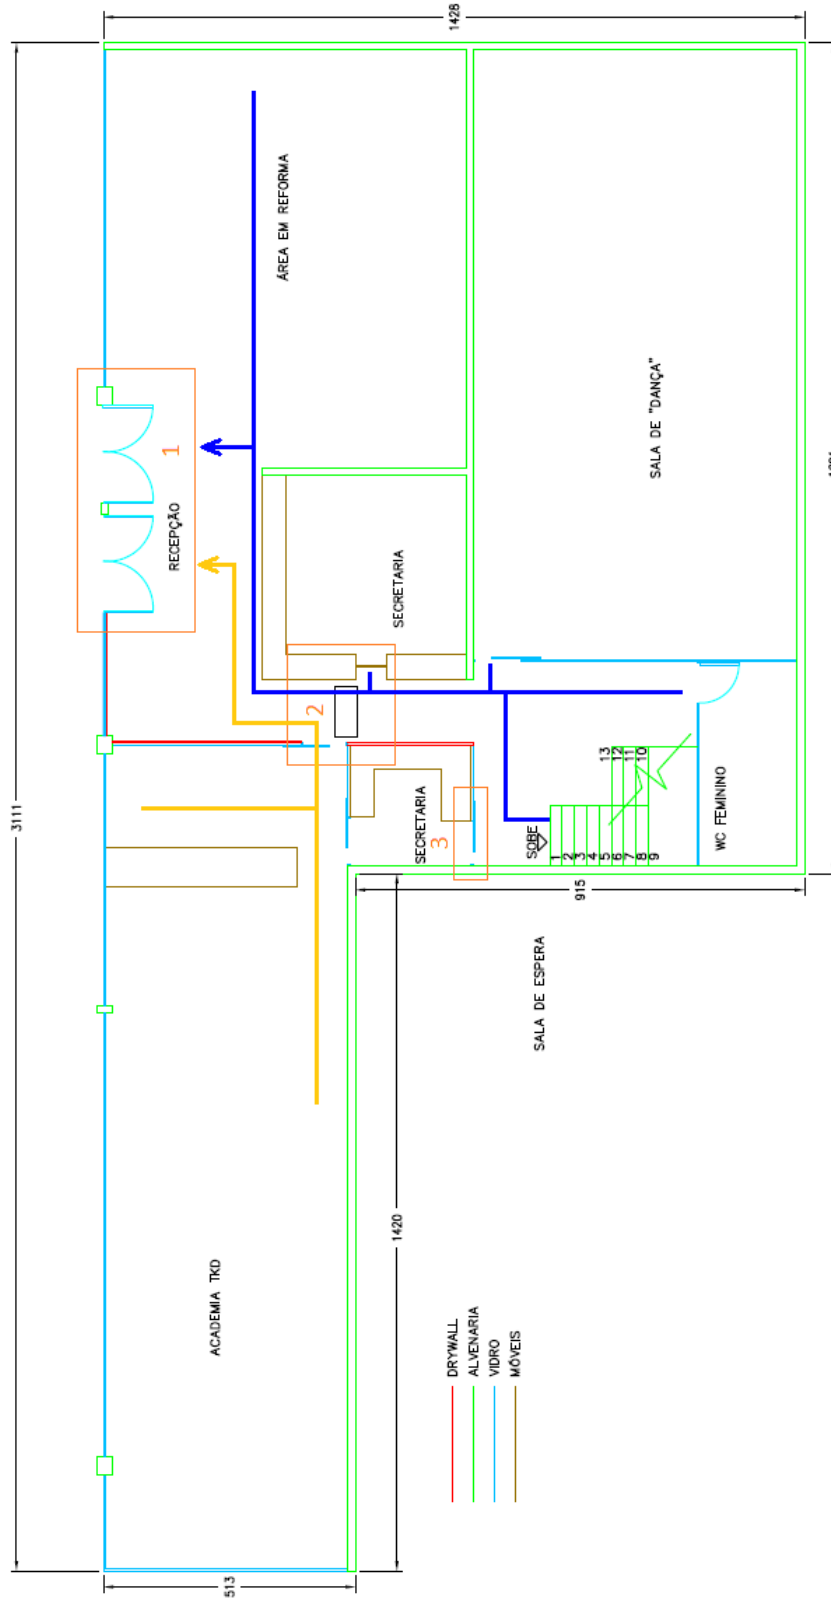 3111
1428
ÁREA EM REFORMA
1
RECEPÇÃO
SALA DE "DANÇA"
SECRETARIA
2
SECRETARIA
3
SOBE
1
2
3
4
5
6
7
8
9
13
12
11
10
WC FEMININO
915
SALA DE ESPERA
1420
ACADEMIA TKD
513
DRYWALL
ALVENARIA
VIDRO
MÓVEIS